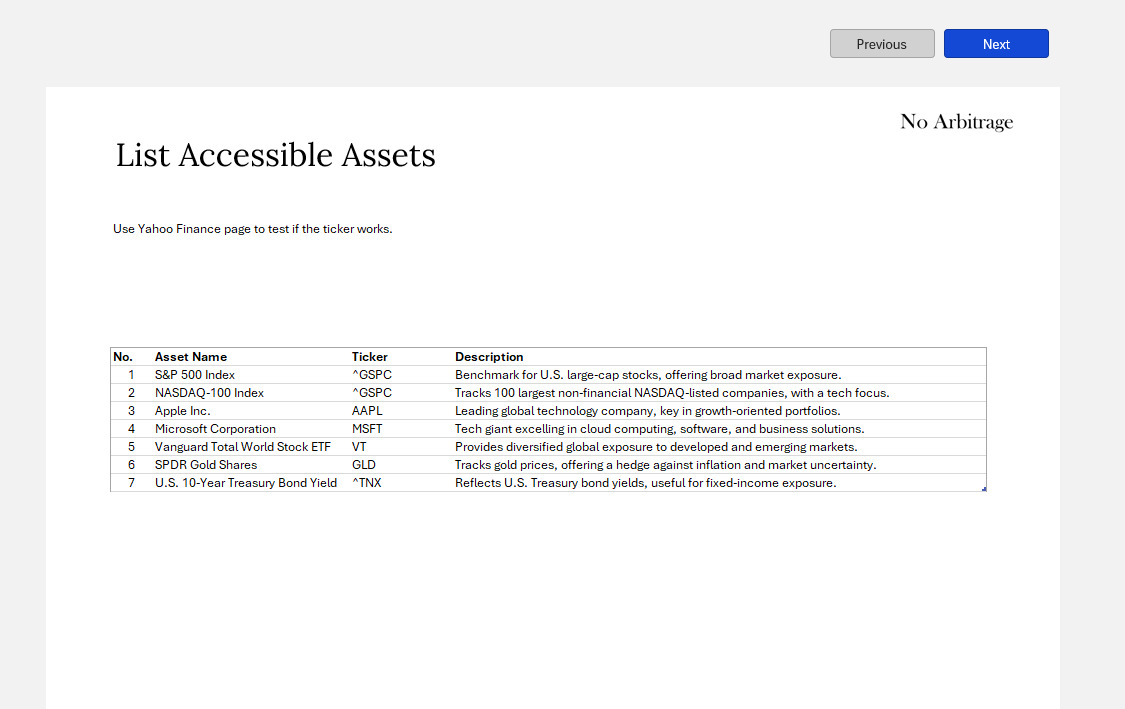 Previous Next
No Arbitrage
List Accessible Assets
Use Yahoo Finance page to test if the ticker works.
No. Asset Name Ticker Description
1 S&P 500 Index ^GSPC Benchmark for U.S. large-cap stocks, offering broad market exposure.
2 NASDAQ-100 Index ^GSPC Tracks 100 largest non-financial NASDAQ-listed companies, with a tech focus.
3 Apple Inc. AAPL Leading global technology company, key in growth-oriented portfolios.
4 Microsoft Corporation MSFT Tech giant excelling in cloud computing, software, and business solutions.
5 Vanguard Total World Stock ETF VT Provides diversified global exposure to developed and emerging markets.
6 SPDR Gold Shares GLD Tracks gold prices, offering a hedge against inflation and market uncertainty.
7 U.S. 10-Year Treasury Bond Yield ^TNX Reflects U.S. Treasury bond yields, useful for fixed-income exposure.